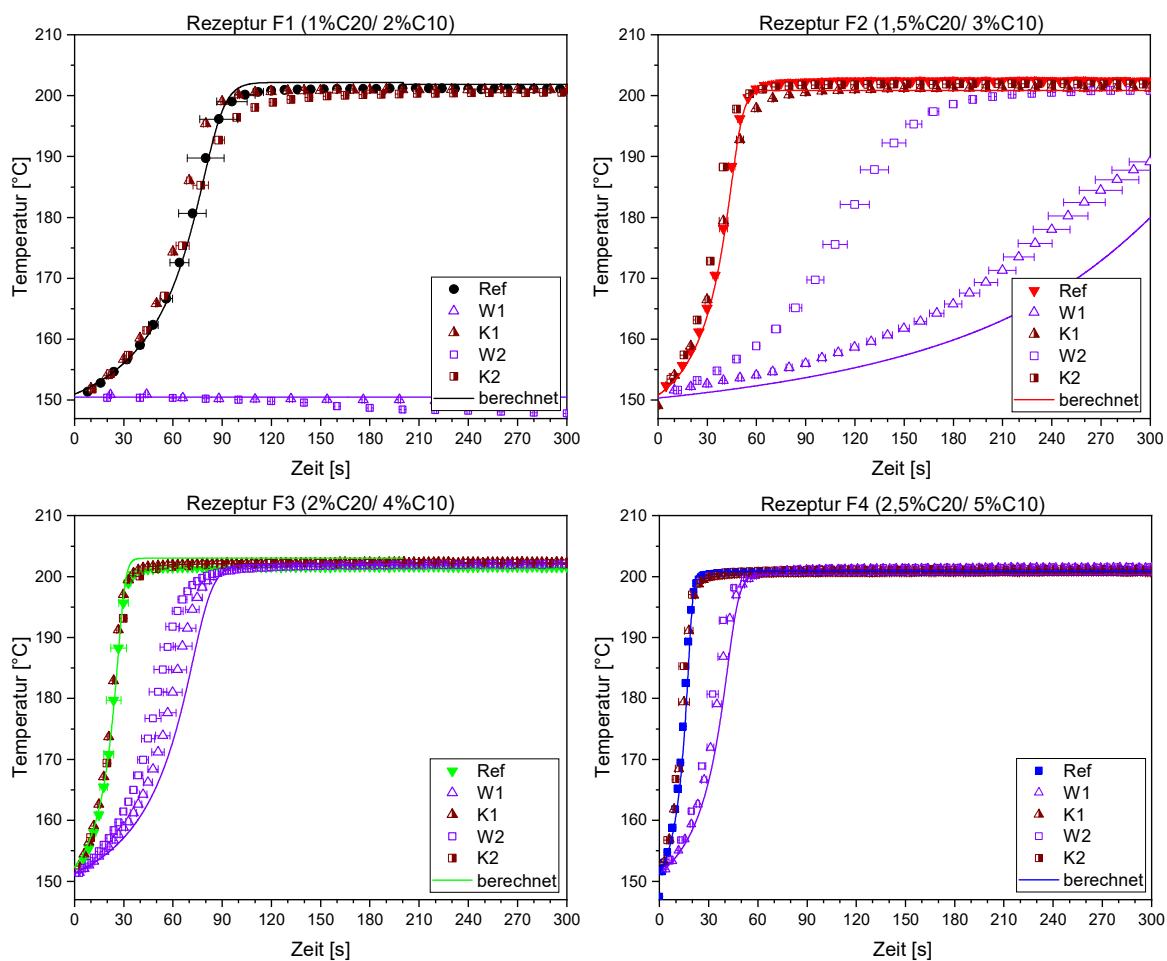 Rezeptur F1 (1%C20/ 2%C10)
210
200
190
180
170
160
150
Temperatur [°C]
Ref
W1
K1
W2
K2
berechnet
0 30 60 90 120 150 180 210 240 270 300
Zeit [s]
Rezeptur F2 (1,5%C20/ 3%C10)
210
200
190
180
170
160
150
Temperatur [°C]
Ref
W1
K1
W2
K2
berechnet
0 30 60 90 120 150 180 210 240 270 300
Zeit [s]
Rezeptur F3 (2%C20/ 4%C10)
210
200
190
180
170
160
150
Temperatur [°C]
Ref
W1
K1
W2
K2
berechnet
0 30 60 90 120 150 180 210 240 270 300
Zeit [s]
Rezeptur F4 (2,5%C20/ 5%C10)
210
200
190
180
170
160
150
Temperatur [°C]
Ref
W1
K1
W2
K2
berechnet
0 30 60 90 120 150 180 210 240 270 300
Zeit [s]